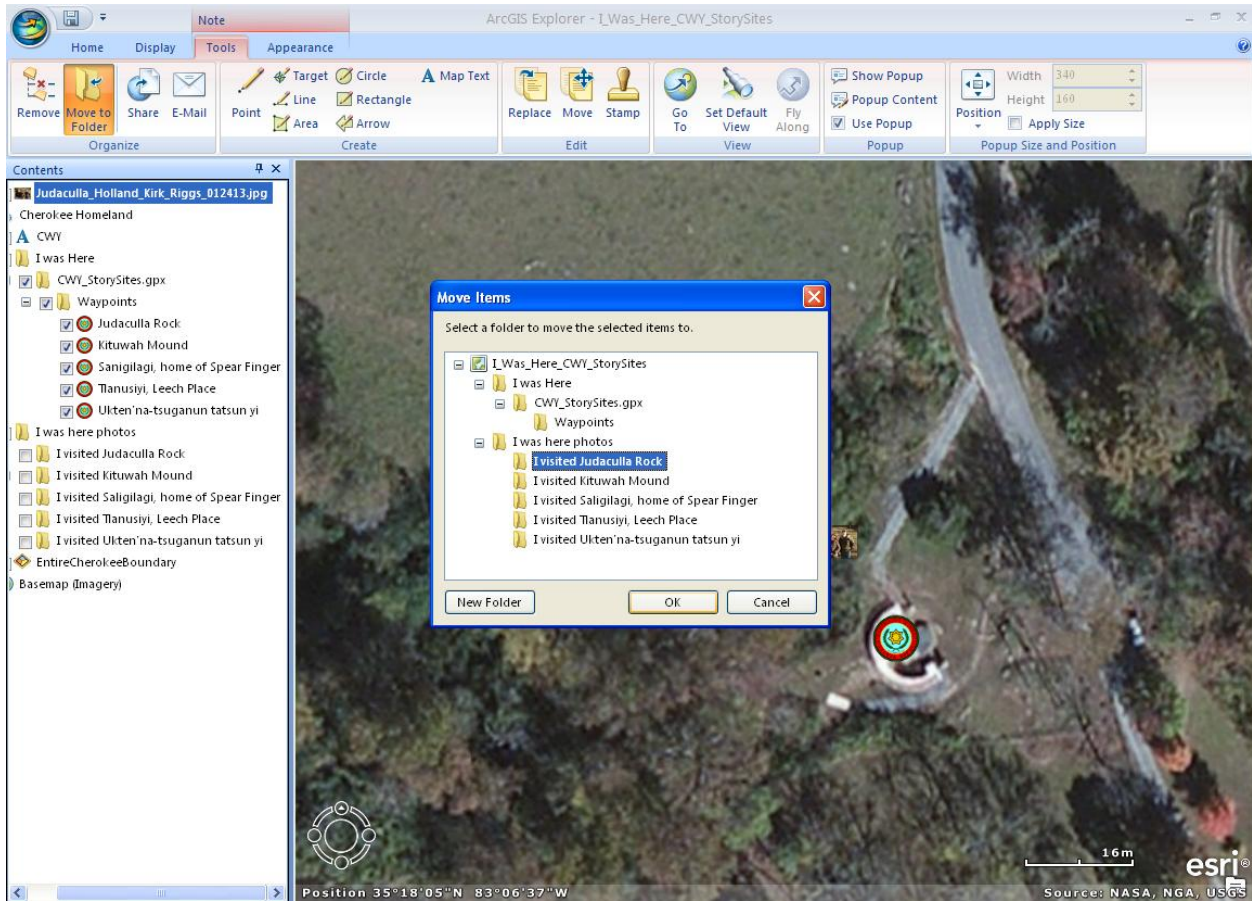 Note
ArcGIS Explorer - I_Was_Here_CWY_StorySites
Home Display Tools Appearance
Remove Move to Folder Share E-Mail
Organize
Point Target Circle Map Text
Line Rectangle
Area Arrow
Create
Replace Move Stamp
Edit
Go To Set Default View Fly Along
View
Show Popup
Popup Content
Use Popup
Popup
Position Width 340
Height 160
Apply Size
Popup Size and Position
Contents
Judaculla_Holland_Kirk_Riggs_012413.jpg
Cherokee Homeland
A CWY
I was Here
CWY_StorySites.gpx
Waypoints
Judaculla Rock
Kituwah Mound
Sanigilagi, home of Spear Finger
Tlanusiyi, Leech Place
Ukten'na-tsuganun tatsun yi
I was here photos
I visited Judaculla Rock
I visited Kituwah Mound
I visited Saligilagi, home of Spear Finger
I visited Tlanusiyi, Leech Place
I visited Ukten'na-tsuganun tatsun yi
EntireCherokeeBoundary
Basemap (Imagery)
Move Items
Select a folder to move the selected items to.
I_Was_Here_CWY_StorySites
I was Here
CWY_StorySites.gpx
Waypoints
I was here photos
I visited Judaculla Rock
I visited Kituwah Mound
I visited Saligilagi, home of Spear Finger
I visited Tlanusiyi, Leech Place
I visited Ukten'na-tsuganun tatsun yi
New Folder OK Cancel
16m
esri
Position 35°18'05"N 83°06'37"W
Source: NASA, NGA, USGS